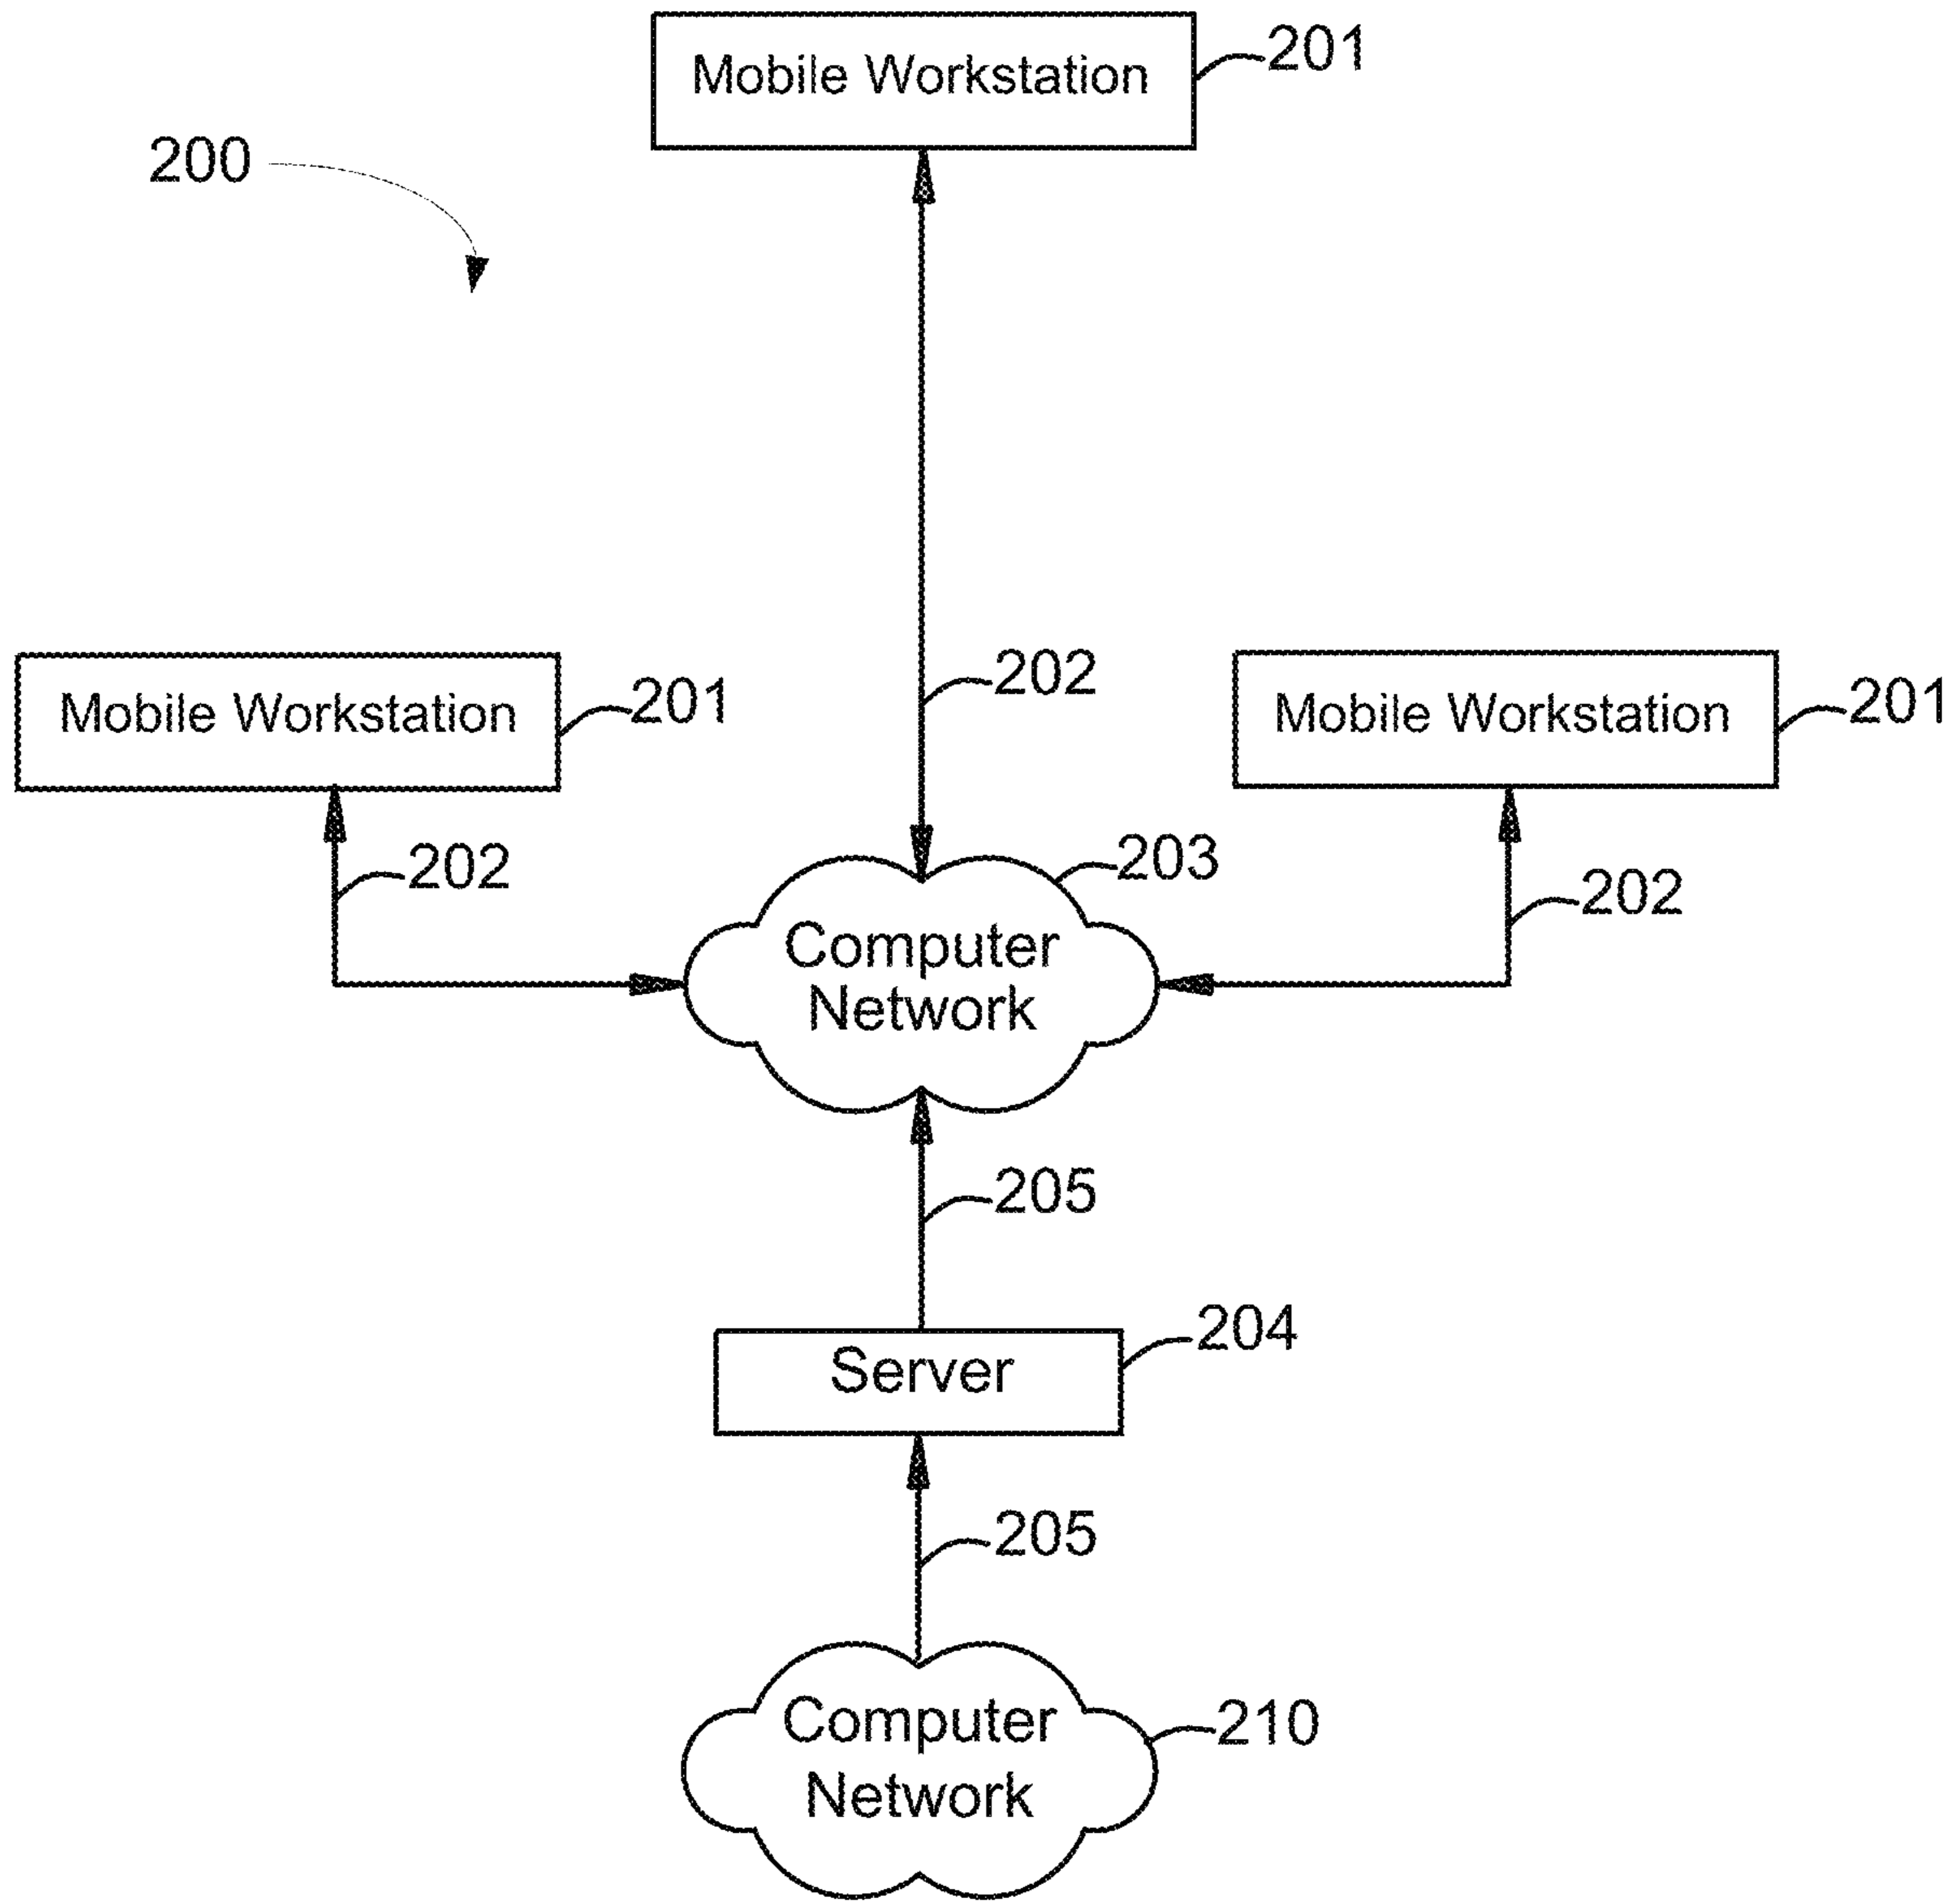 Mobile Workstation
201
200
202
Mobile Workstation
201
Mobile Workstation
201
202
203
202
Computer
Network
205
204
Server
205
Computer
Network
210